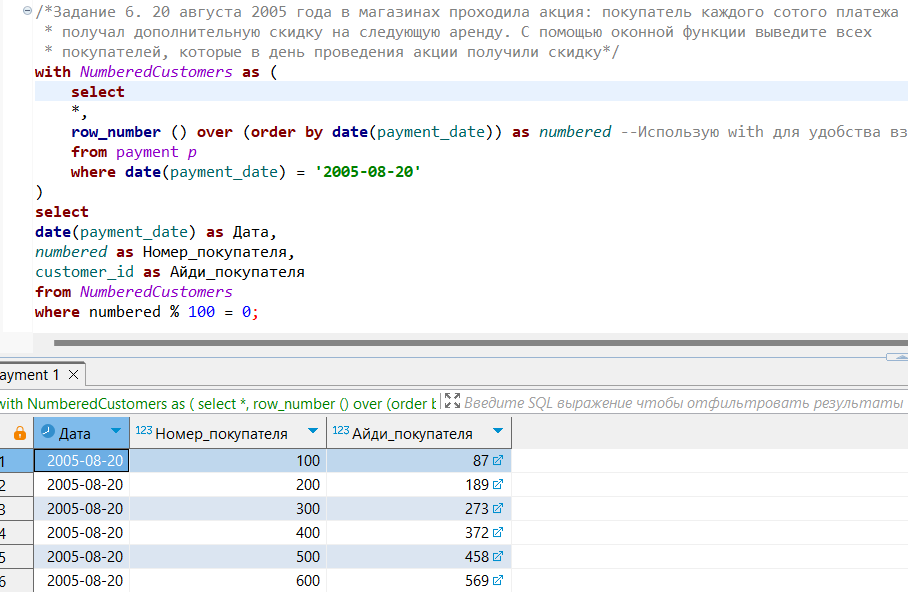 /*Задание 6. 20 августа 2005 года в магазинах проходила акция: покупатель каждого сотого платежа
* получал дополнительную скидку на следующую аренду. С помощью оконной функции выведите всех
* покупателей, которые в день проведения акции получили скидку*/
with NumberedCustomers as (
select
*,
row_number () over (order by date(payment_date)) as numbered --Использую with для удобства вз
from payment p
where date(payment_date) = '2005-08-20'
)
select
date(payment_date) as Дата,
numbered as Номер_покупателя,
customer_id as Айди_покупателя
from NumberedCustomers
where numbered % 100 = 0;
ayment 1
with NumberedCustomers as ( select *, row_number () over (order b Введите SQL выражение чтобы отфильтровать результаты
Дата 123 Номер_покупателя 123 Айди_покупателя
1 2005-08-20 100 87
2 2005-08-20 200 189
3 2005-08-20 300 273
4 2005-08-20 400 372
5 2005-08-20 500 458
6 2005-08-20 600 569